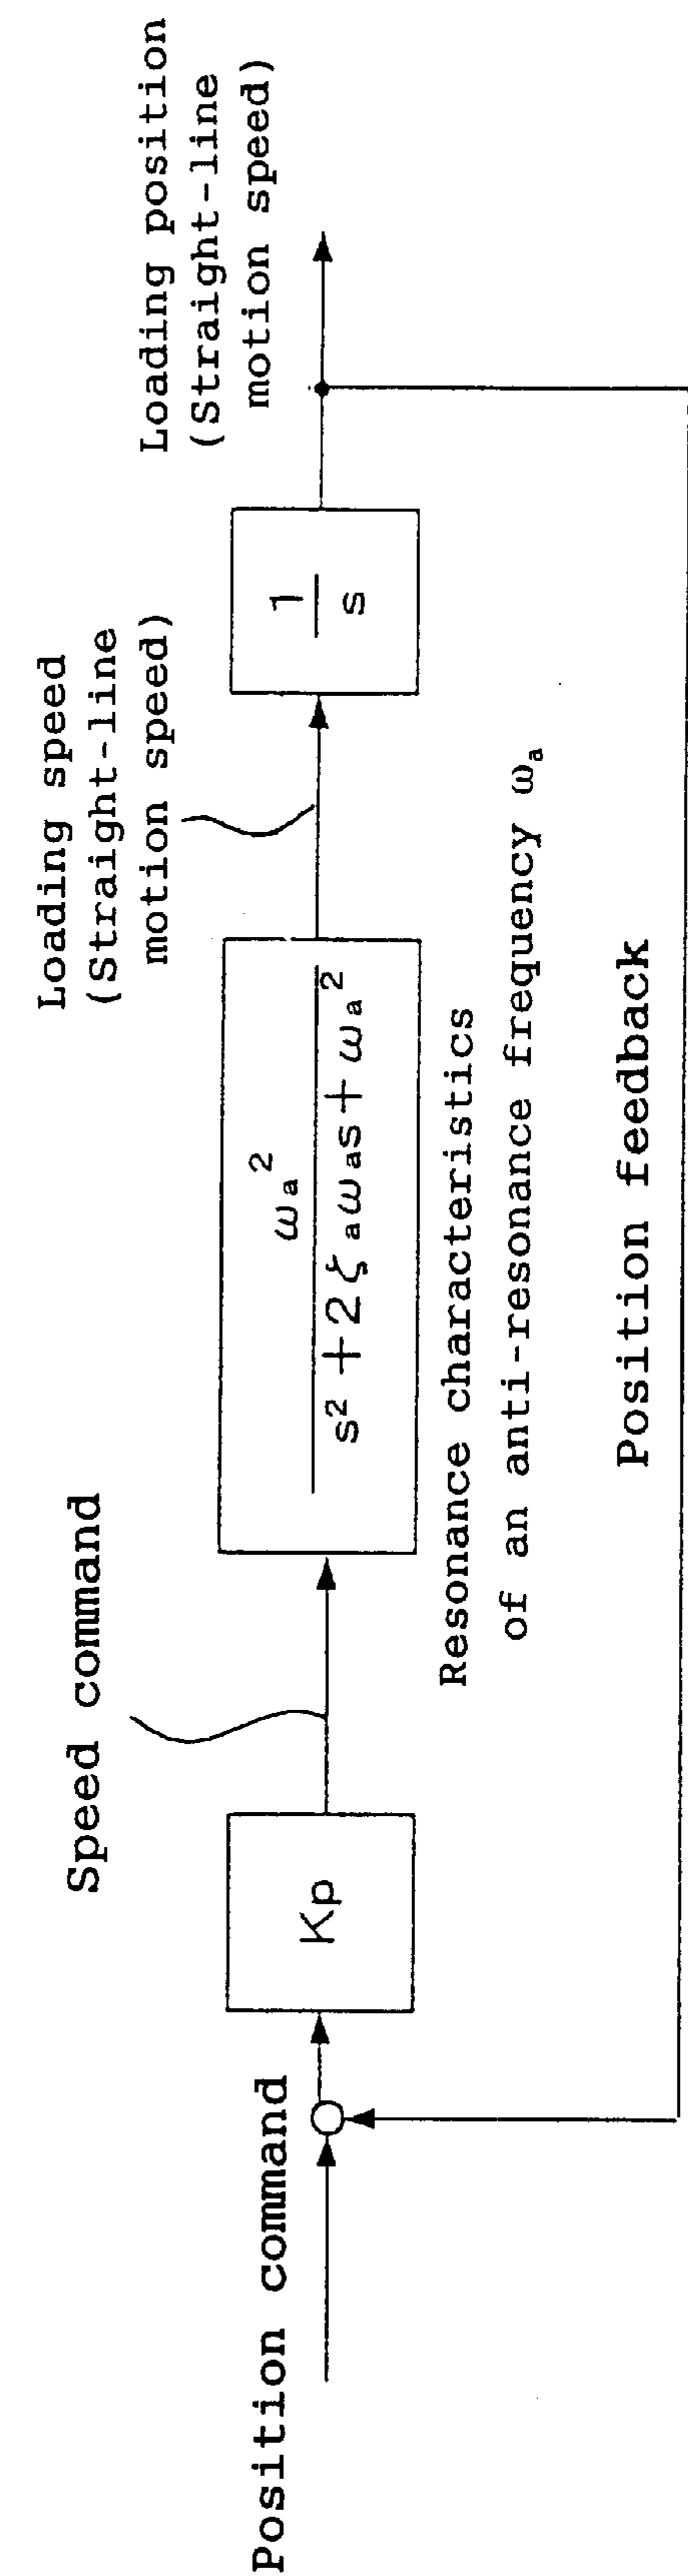 Position command
Kp
Speed command
ωa²
s² + 2ζaωas + ωa²
Resonance characteristics
of an anti-resonance frequency ωa
Loading speed
(Straight-line
motion speed)
1
s
Loading position
(Straight-line
motion speed)
Position feedback